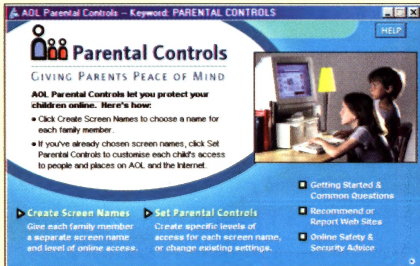 AOL Parental Controls – Keyword: PARENTAL CONTROLS
HELP
Parental Controls
GIVING PARENTS PEACE OF MIND
AOL Parental Controls let you protect your
children online. Here's how:
• Click Create Screen Names to choose a name for
each family member.
• If you've already chosen screen names, click Set
Parental Controls to customise each child's access
to people and places on AOL and the Internet.
Getting Started &
Common Questions
Recommend or
Report Web Sites
Online Safety &
Security Advice
Create Screen Names
Give each family member
a separate screen name
and level of online access.
Set Parental Controls
Create specific levels of
access for each screen name,
or change existing settings.